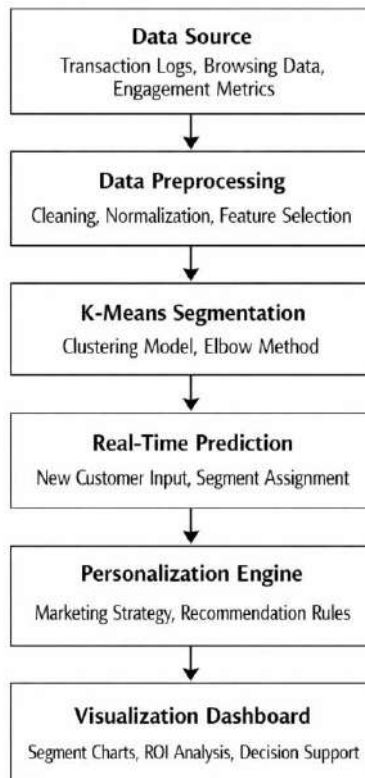 Data Source
Transaction Logs, Browsing Data,
Engagement Metrics
Data Preprocessing
Cleaning, Normalization, Feature Selection
K-Means Segmentation
Clustering Model, Elbow Method
Real-Time Prediction
New Customer Input, Segment Assignment
Personalization Engine
Marketing Strategy, Recommendation Rules
Visualization Dashboard
Segment Charts, ROI Analysis, Decision Support